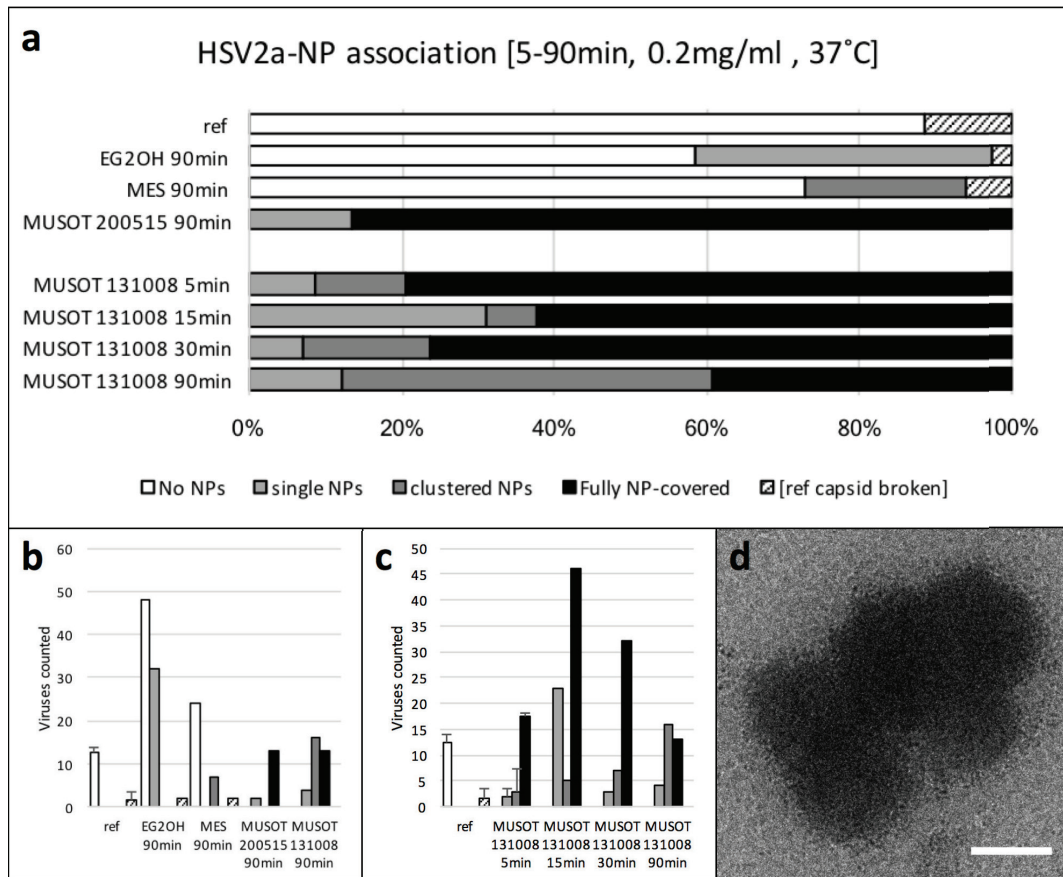 a
HSV2a-NP association [5-90min, 0.2mg/ml , 37˚C]
ref
EG2OH 90min
MES 90min
MUSOT 200515 90min
MUSOT 131008 5min
MUSOT 131008 15min
MUSOT 131008 30min
MUSOT 131008 90min
0% 20% 40% 60% 80% 100%
No NPs single NPs clustered NPs Fully NP-covered [ref capsid broken]
b
60
50
40
30
20
10
0
Viruses counted
ref EG2OH MES MUSOT MUSOT
90min 90min 200515 131008
90min 90min
c
50
45
40
35
30
25
20
15
10
5
0
Viruses counted
ref MUSOT MUSOT MUSOT MUSOT
131008 131008 131008 131008
5min 15min 30min 90min
d